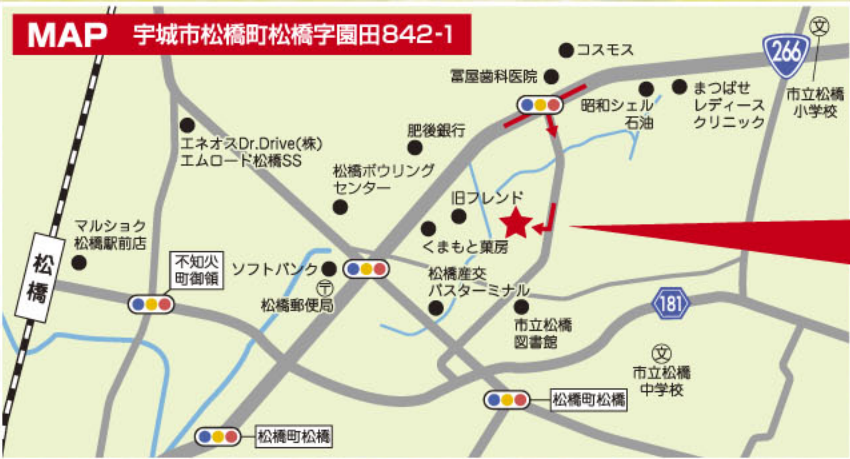 MAP 宇城市松橋町松橋字園田842-1
コスモス
冨屋歯科医院
266
文
市立松橋
小学校
昭和シェル
石油
まつばせ
レディース
クリニック
エネオスDr.Drive(株)
エムロード松橋SS
肥後銀行
松橋ボウリング
センター
旧フレンド
くまもと菓房
マルショク
松橋駅前店
松橋
不知火
町御領
ソフトバンク
〒
松橋郵便局
松橋産交
バスターミナル
市立松橋
図書館
181
文
市立松橋
中学校
松橋町松橋
松橋町松橋